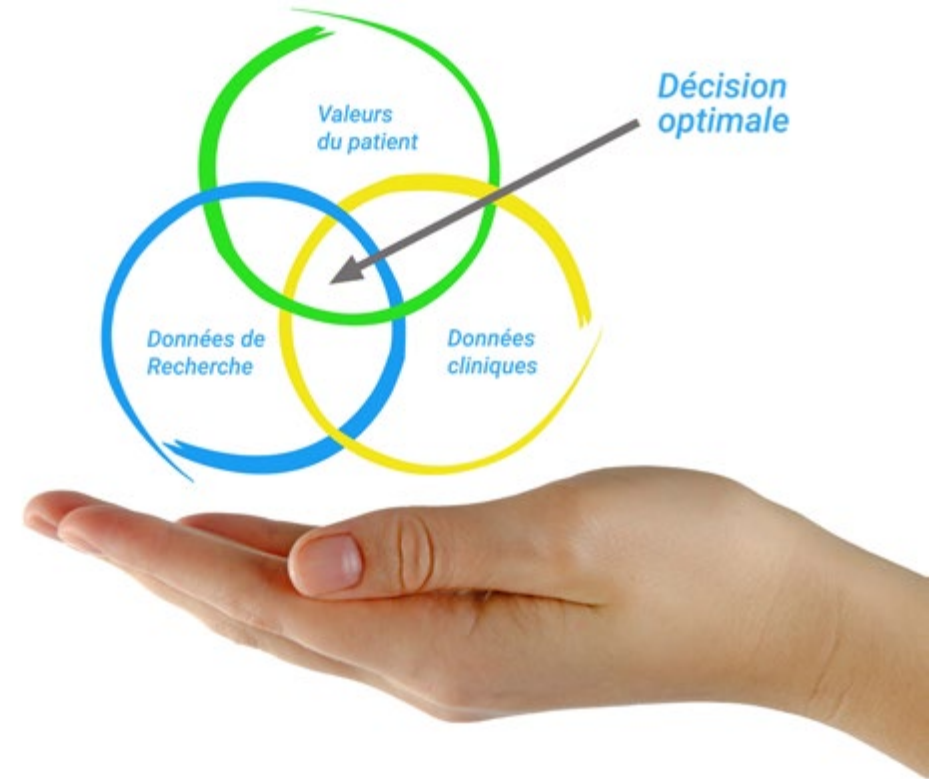 Décision
optimale
Valeurs
du patient
Données de
Recherche
Données
cliniques